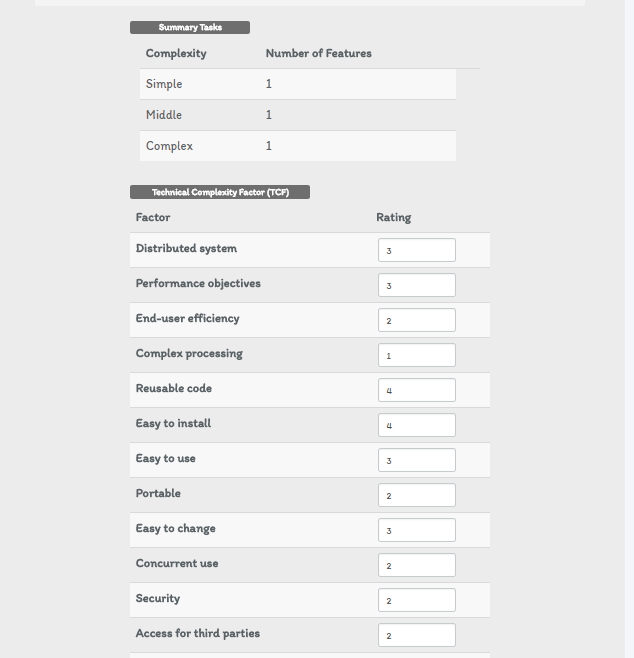 Summary Tasks
Complexity Number of Features
Simple 1
Middle 1
Complex 1
Technical Complexity Factor (TCF)
Factor Rating
Distributed system 3
Performance objectives 3
End-user efficiency 2
Complex processing 1
Reusable code 4
Easy to install 4
Easy to use 3
Portable 2
Easy to change 3
Concurrent use 2
Security 2
Access for third parties 2